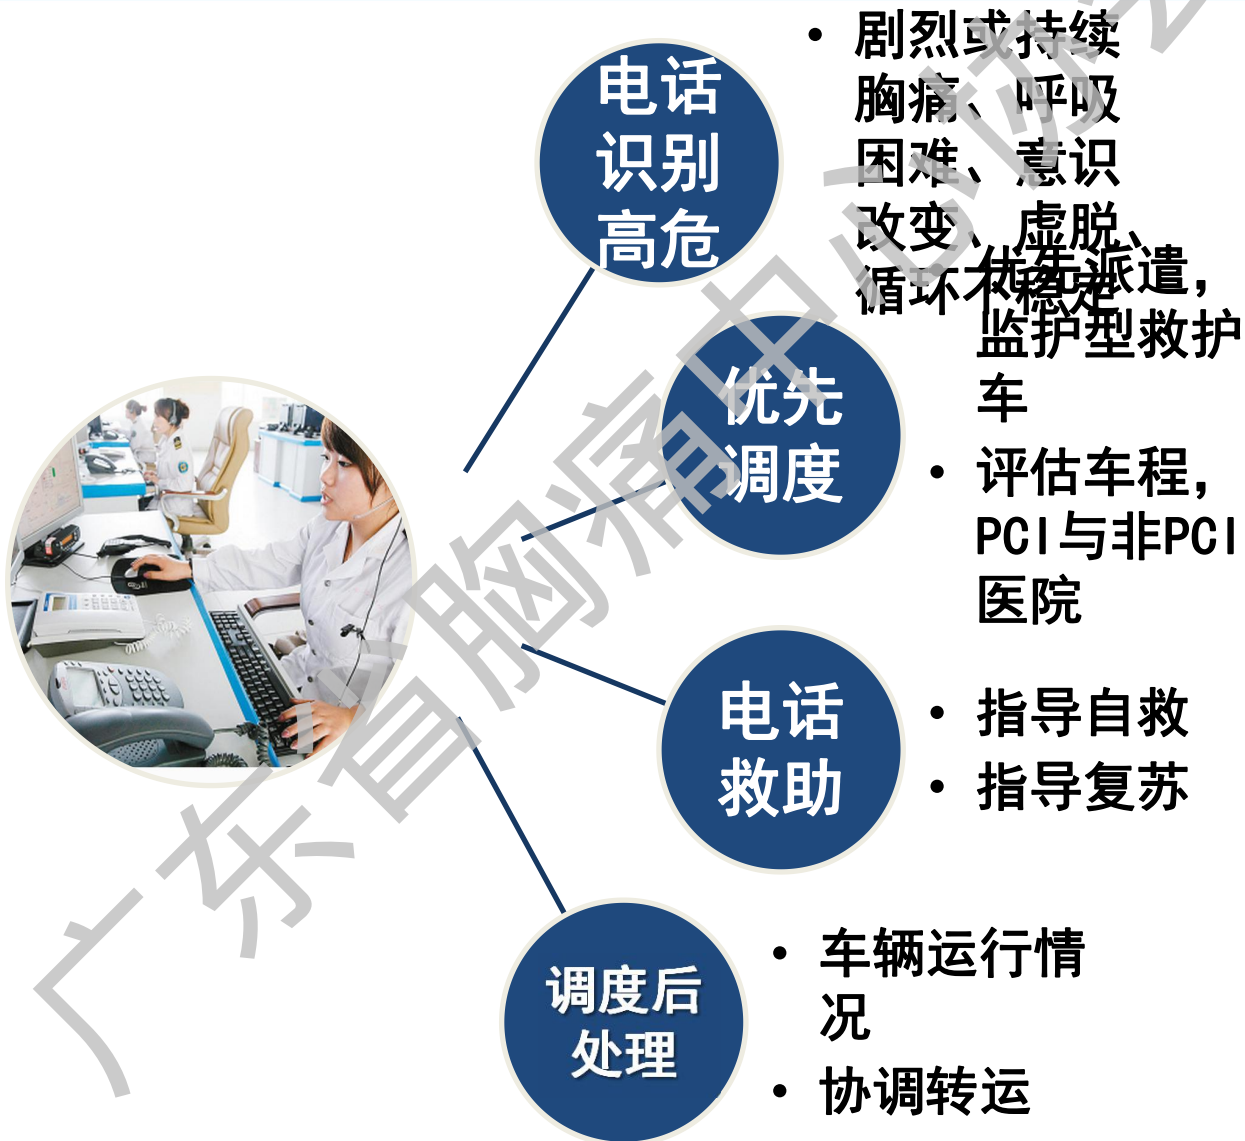 电话
识别
高危
• 剧烈或持续
胸痛、呼吸
困难、意识
改变、虚脱、
循环不稳定
优先
调度
优先派遣,
监护型救护
车
• 评估车程,
PCI与非PCI
医院
电话
救助
• 指导自救
• 指导复苏
调度后
处理
• 车辆运行情
况
• 协调转运
广东省胸痛中心协会